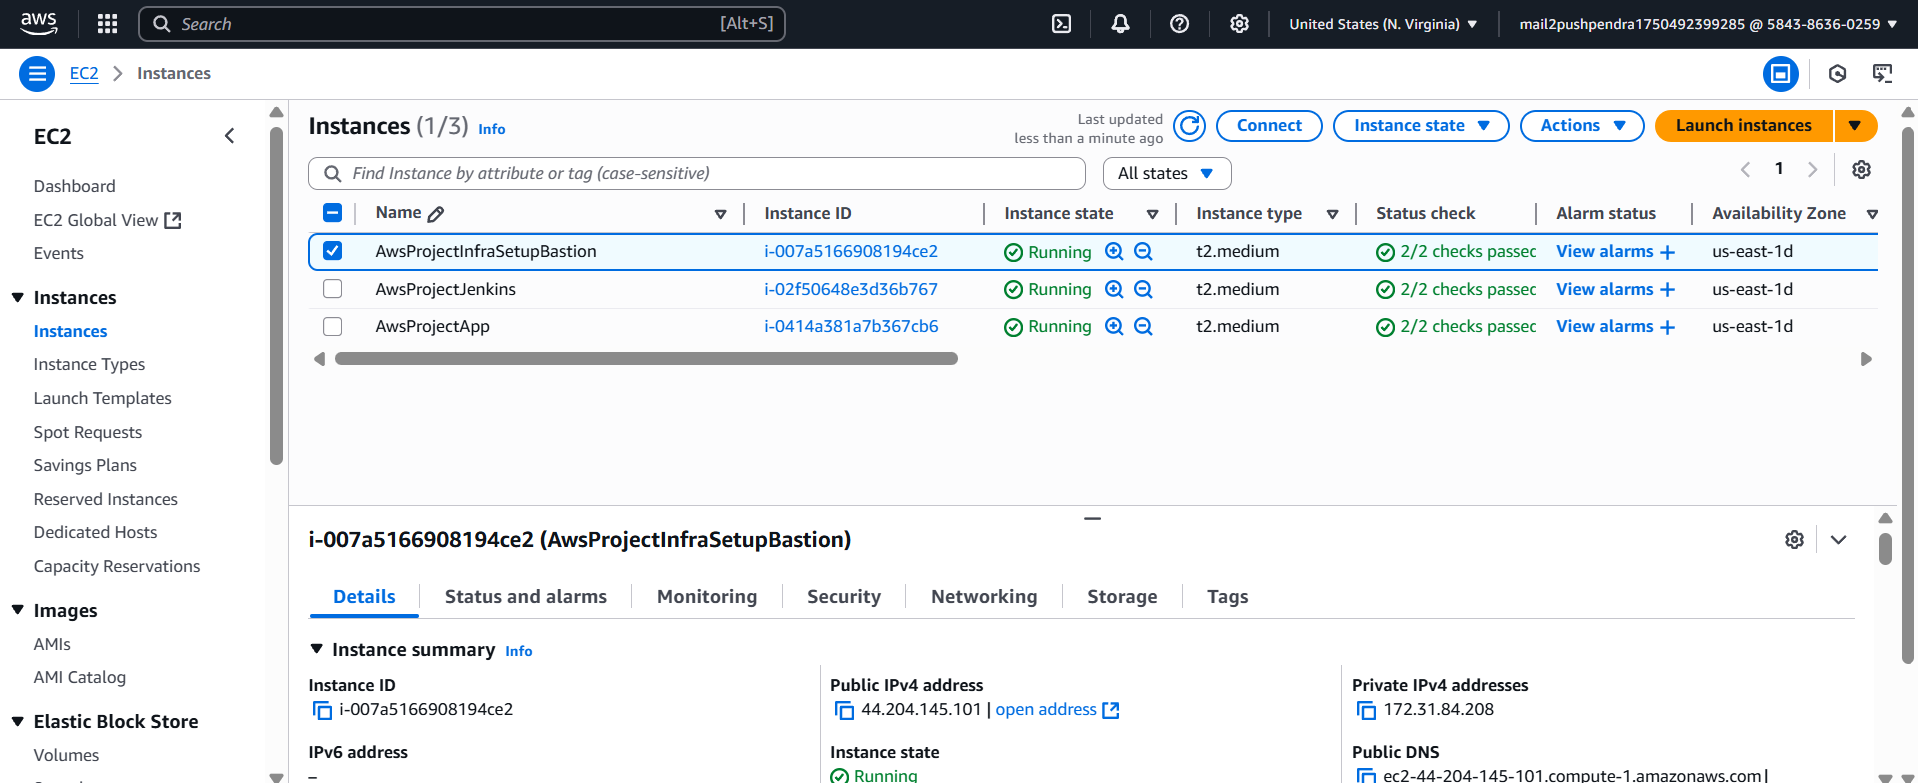 aws
Search [Alt+S]
United States (N. Virginia)
mail2pushpendra1750492399285 @ 5843-8636-0259
EC2 Instances
EC2
Dashboard
EC2 Global View
Events
Instances
Instances
Instance Types
Launch Templates
Spot Requests
Savings Plans
Reserved Instances
Dedicated Hosts
Capacity Reservations
Images
AMIs
AMI Catalog
Elastic Block Store
Volumes
Instances (1/3) Info
Last updated
less than a minute ago
Connect
Instance state
Actions
Launch instances
Find Instance by attribute or tag (case-sensitive)
All states
1
Name Instance ID Instance state Instance type Status check Alarm status Availability Zone
AwsProjectInfraSetupBastion i-007a5166908194ce2 Running t2.medium 2/2 checks passed View alarms + us-east-1d
AwsProjectJenkins i-02f50648e3d36b767 Running t2.medium 2/2 checks passed View alarms + us-east-1d
AwsProjectApp i-0414a381a7b367cb6 Running t2.medium 2/2 checks passed View alarms + us-east-1d
i-007a5166908194ce2 (AwsProjectInfraSetupBastion)
Details Status and alarms Monitoring Security Networking Storage Tags
Instance summary Info
Instance ID
i-007a5166908194ce2
Public IPv4 address
44.204.145.101 | open address
Private IPv4 addresses
172.31.84.208
IPv6 address
–
Instance state
Running
Public DNS
ec2-44-204-145-101.compute-1.amazonaws.com |